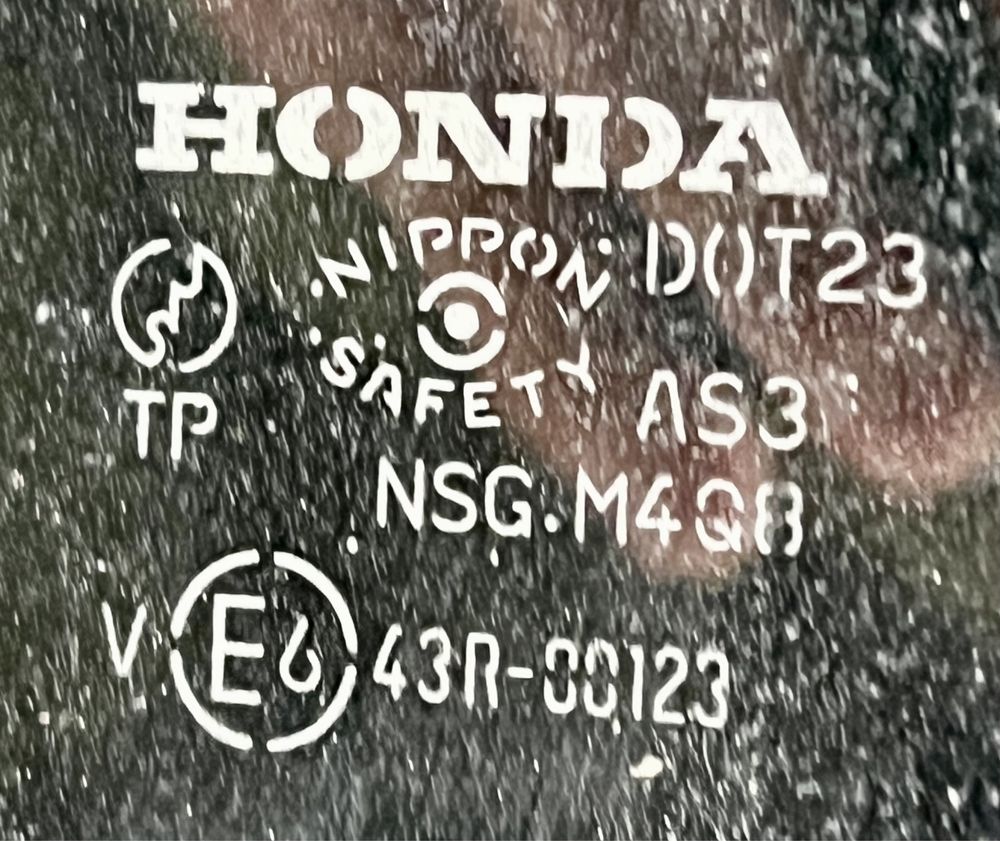 HONDA
NIPPON
SAFETY
DOT23
TP
AS3
NSG.M4Q8
V E6 43R-00123